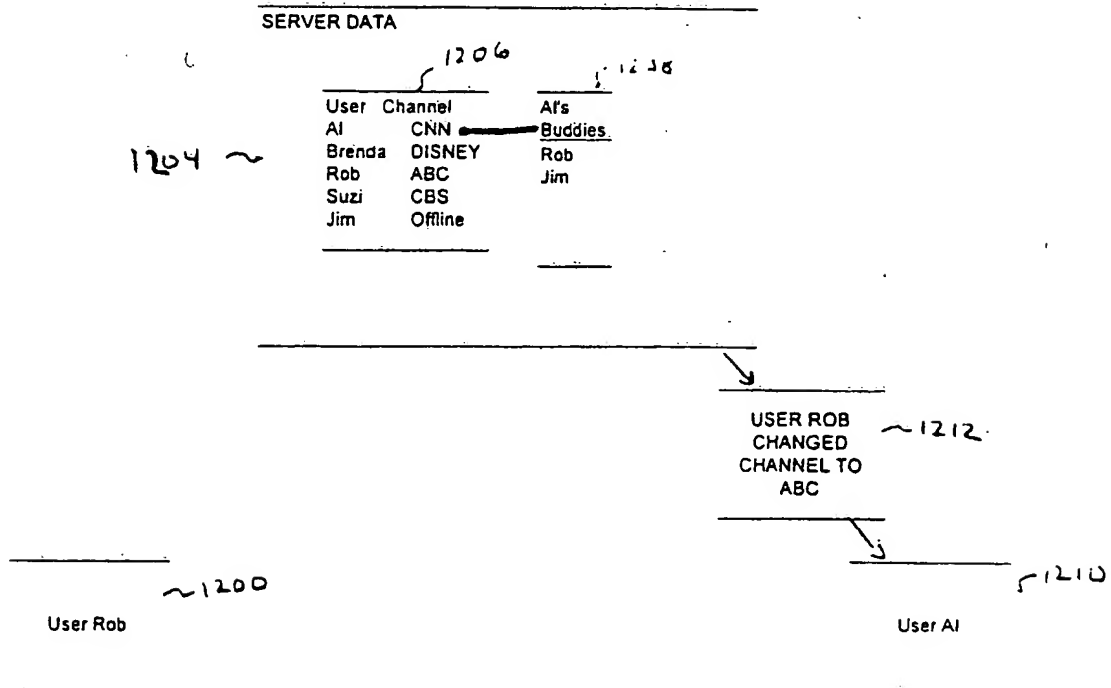 SERVER DATA
1206
User Channel
Al CNN
Brenda DISNEY
Rob ABC
Suzi CBS
Jim Offline
Al's
Buddies
Rob
Jim
1204
USER ROB
CHANGED
CHANNEL TO
ABC
1212
1200
User Rob
1210
User Al